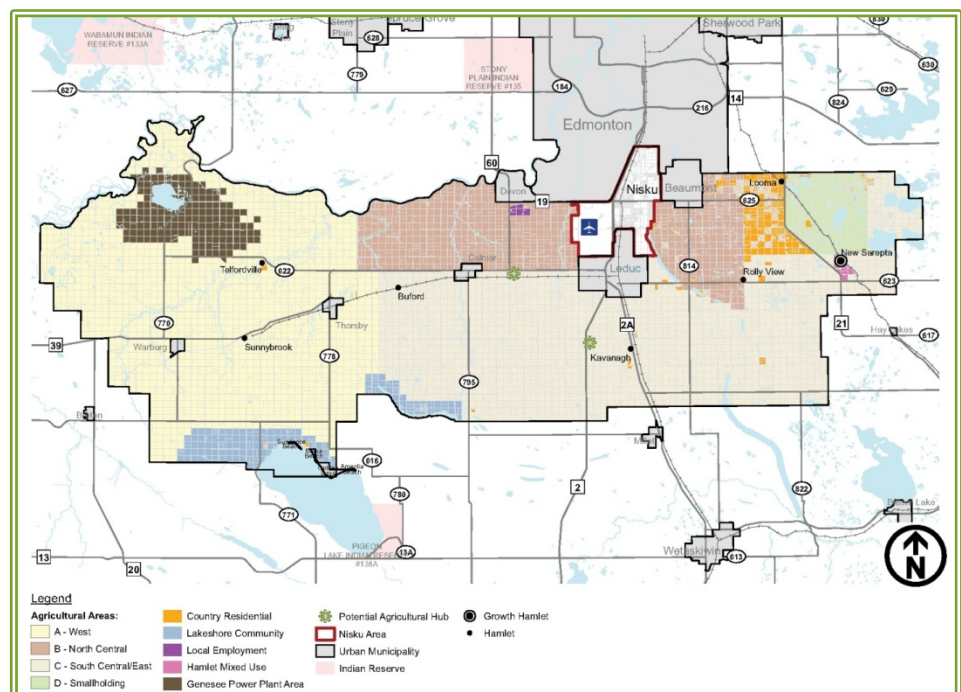 WABAMUN INDIAN
RESERVE #133A
Stony
Plain
Spruce Grove
Sherwood Park
628
779
STONY
PLAIN INDIAN
RESERVE #135
627
184
216
14
830
630
824
629
Edmonton
60
Devon
19
Nisku
Beaumont
Looma
625
Telfordville
622
Calmar
Leduc
814
Rolly View
New Sarepta
623
Buford
770
Thorsby
2A
21
Hay Lakes
617
39
Warburg
Sunnybrook
778
795
Kavanagh
616
Millet
2
780
771
822
PIGEON
LAKE INDIAN RESERVE
#138A
13
20
13A
Wetaskiwin
613
N
Legend
Agricultural Areas:
A - West
B - North Central
C - South Central/East
D - Smallholding
Country Residential
Lakeshore Community
Local Employment
Hamlet Mixed Use
Genesee Power Plant Area
Potential Agricultural Hub
Nisku Area
Urban Municipality
Indian Reserve
Growth Hamlet
Hamlet